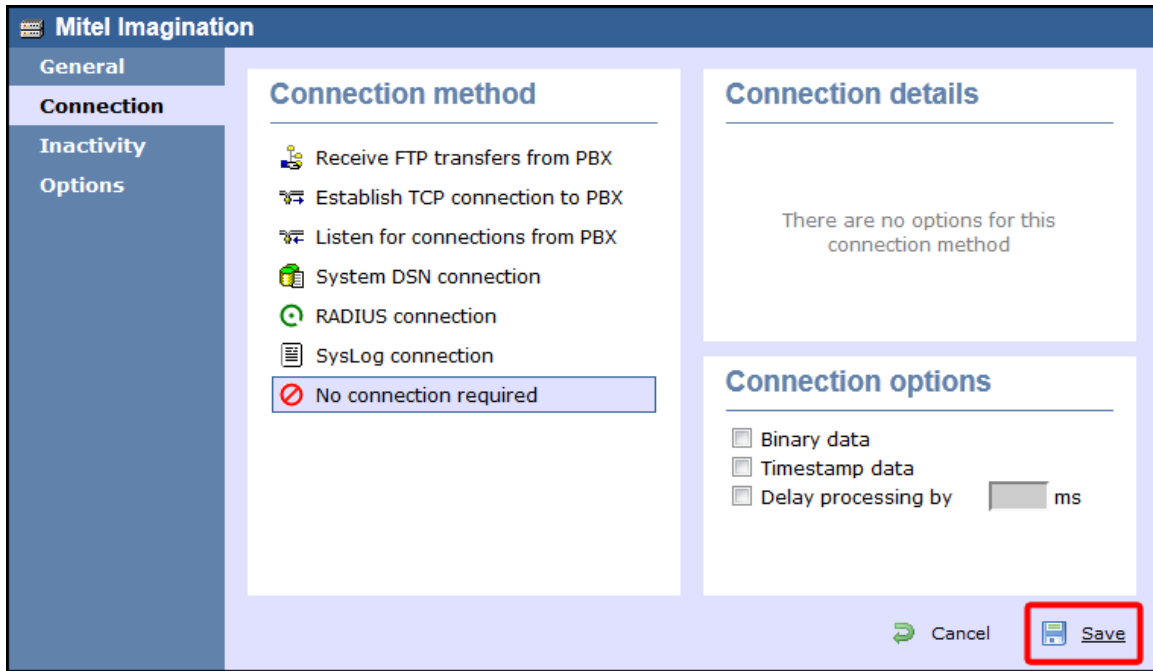 Mitel Imagination
General
Connection
Inactivity
Options
Connection method
Receive FTP transfers from PBX
Establish TCP connection to PBX
Listen for connections from PBX
System DSN connection
RADIUS connection
SysLog connection
No connection required
Connection details
There are no options for this
connection method
Connection options
Binary data
Timestamp data
Delay processing by ms
Cancel Save